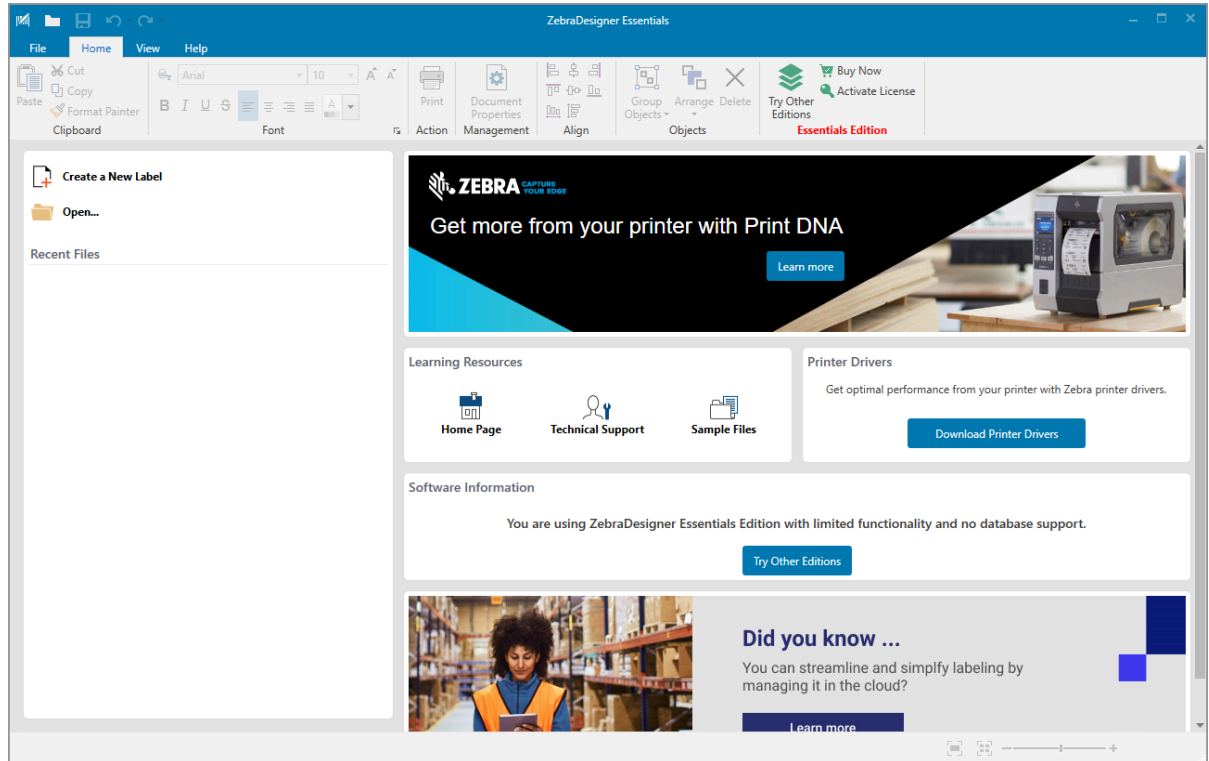 ZebraDesigner Essentials
File Home View Help
Paste
Cut
Copy
Format Painter
Clipboard
Arial 10 A A
B I U S A
Font
Print
Action
Document
Properties
Management
Align
Group
Objects
Arrange
Delete
Objects
Try Other
Editions
Buy Now
Activate License
Essentials Edition
Create a New Label
Open...
Recent Files
ZEBRA CAPTURE
YOUR EDGE
Get more from your printer with Print DNA
Learn more
Learning Resources
Home Page Technical Support Sample Files
Printer Drivers
Get optimal performance from your printer with Zebra printer drivers.
Download Printer Drivers
Software Information
You are using ZebraDesigner Essentials Edition with limited functionality and no database support.
Try Other Editions
Did you know ...
You can streamline and simplfy labeling by
managing it in the cloud?
Learn more